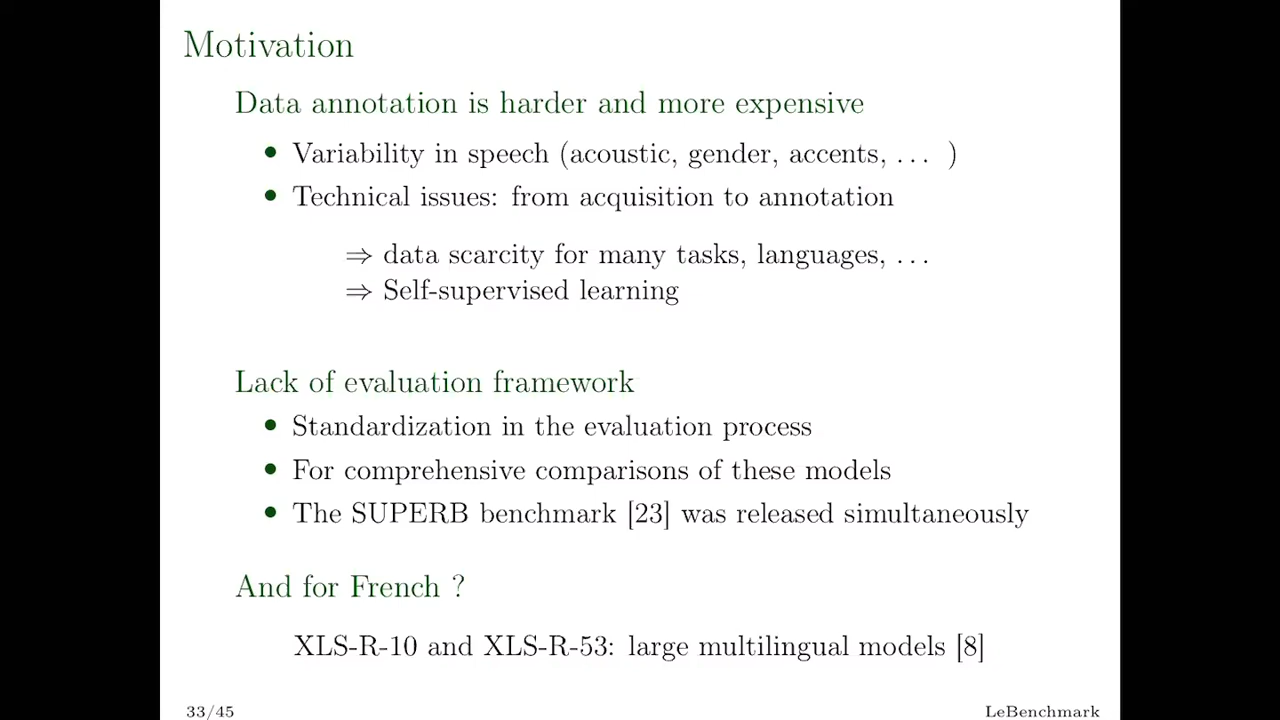 Motivation
Data annotation is harder and more expensive
• Variability in speech (acoustic, gender, accents, . . . )
• Technical issues: from acquisition to annotation
⇒ data scarcity for many tasks, languages, . . .
⇒ Self-supervised learning
Lack of evaluation framework
• Standardization in the evaluation process
• For comprehensive comparisons of these models
• The SUPERB benchmark [23] was released simultaneously
And for French ?
XLS-R-10 and XLS-R-53: large multilingual models [8]
33/45
LeBenchmark